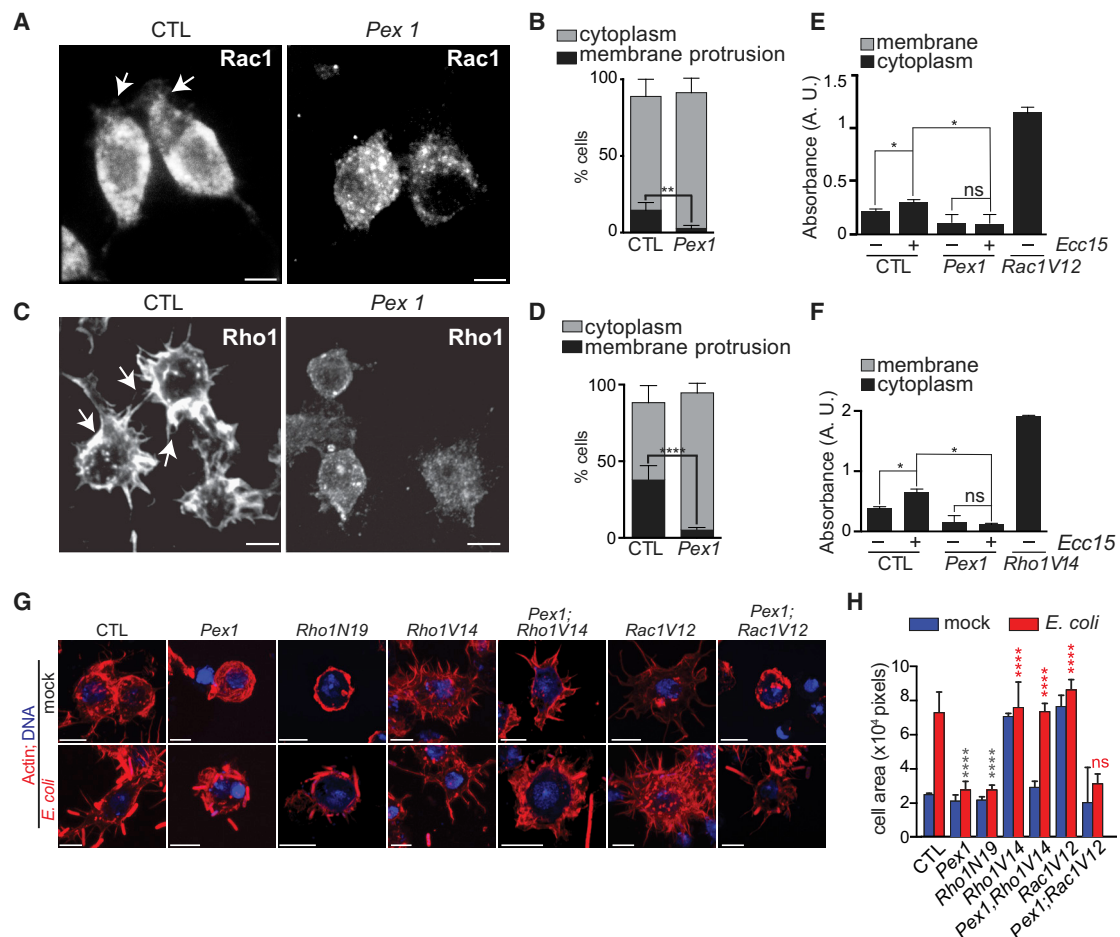 A
CTL
Pex 1
Rac1
Rac1
B
cytoplasm
membrane protrusion
100
50
0
% cells
**
CTL
Pex1
E
membrane
cytoplasm
1.5
1
0.5
0
Absorbance (A. U.)
*
*
ns
– + – + – Ecc15
CTL Pex1 Rac1V12
C
CTL
Pex 1
Rho1
Rho1
D
cytoplasm
membrane protrusion
100
50
0
% cells
****
CTL
Pex1
F
membrane
cytoplasm
2
1
0
Absorbance (A. U.)
*
*
ns
– + – + – Ecc15
CTL Pex1 Rho1V14
G
CTL
Pex1
Rho1N19
Rho1V14
Pex1;
Rho1V14
Rac1V12
Pex1;
Rac1V12
Actin; DNA
mock
E. coli
H
mock
E. coli
10
8
6
4
2
0
cell area (x10⁴ pixels)
****
****
****
****
****
ns
CTL
Pex1
Rho1N19
Rho1V14
Pex1,Rho1V14
Rac1V12
Pex1;Rac1V12